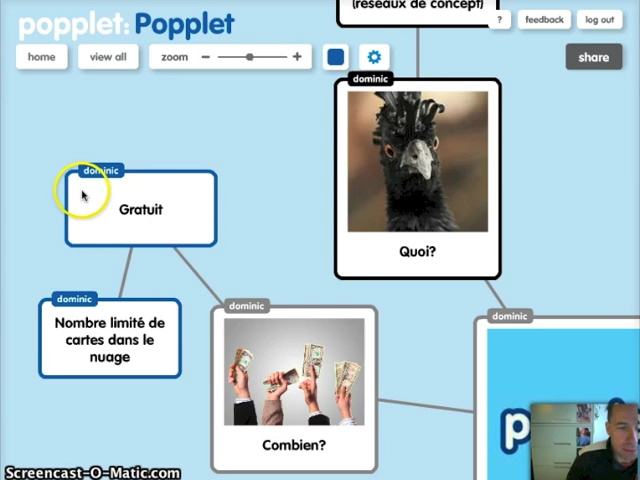 (réseaux de concept)
popplet: Popplet
? feedback log out
home view all zoom − + share
dominic
Quoi?
dominic
Gratuit
dominic
Nombre limité de
cartes dans le
nuage
dominic
Combien?
dominic
Screencast-O-Matic.com